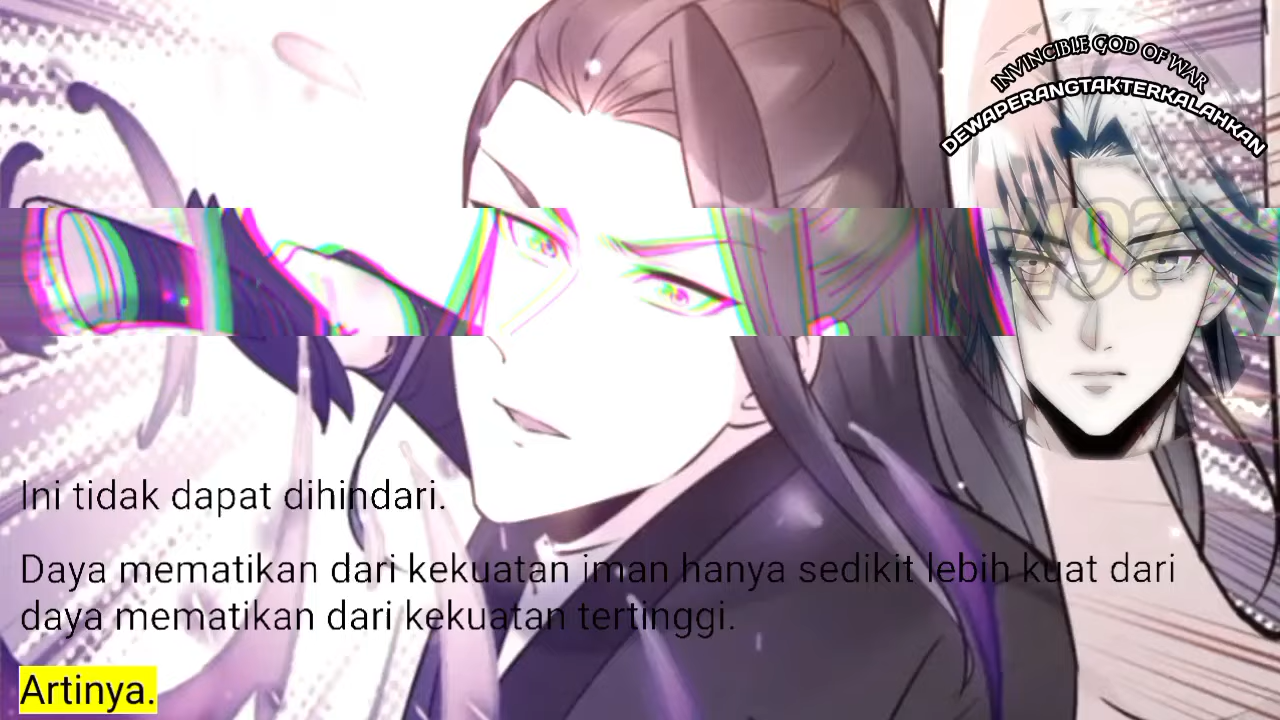 INVINCIBLE GOD OF WAR
DEWAPERANGTAKTERKALAHKAN
Ini tidak dapat dihindari.
Daya mematikan dari kekuatan iman hanya sedikit lebih kuat dari
daya mematikan dari kekuatan tertinggi.
Artinya.